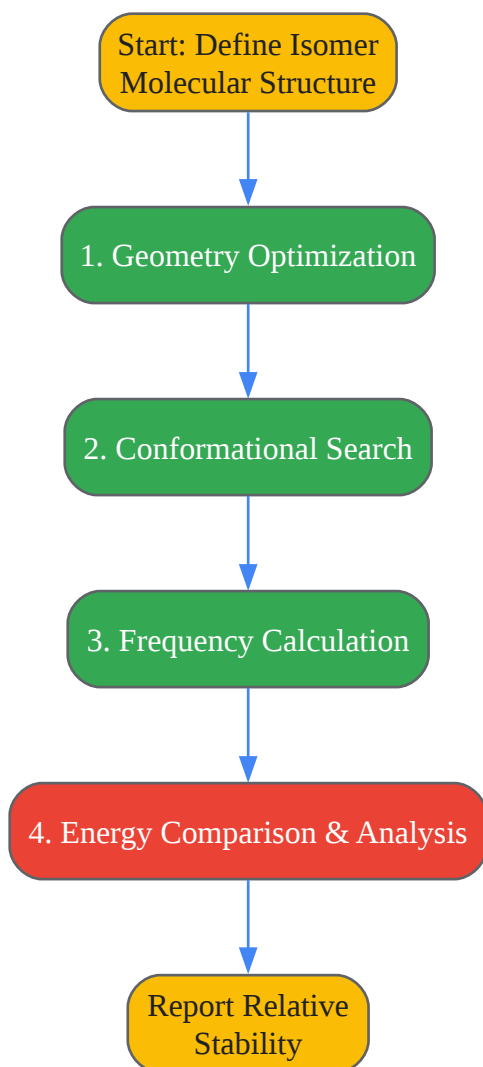 Start: Define Isomer
Molecular Structure
1. Geometry Optimization
2. Conformational Search
3. Frequency Calculation
4. Energy Comparison & Analysis
Report Relative
Stability